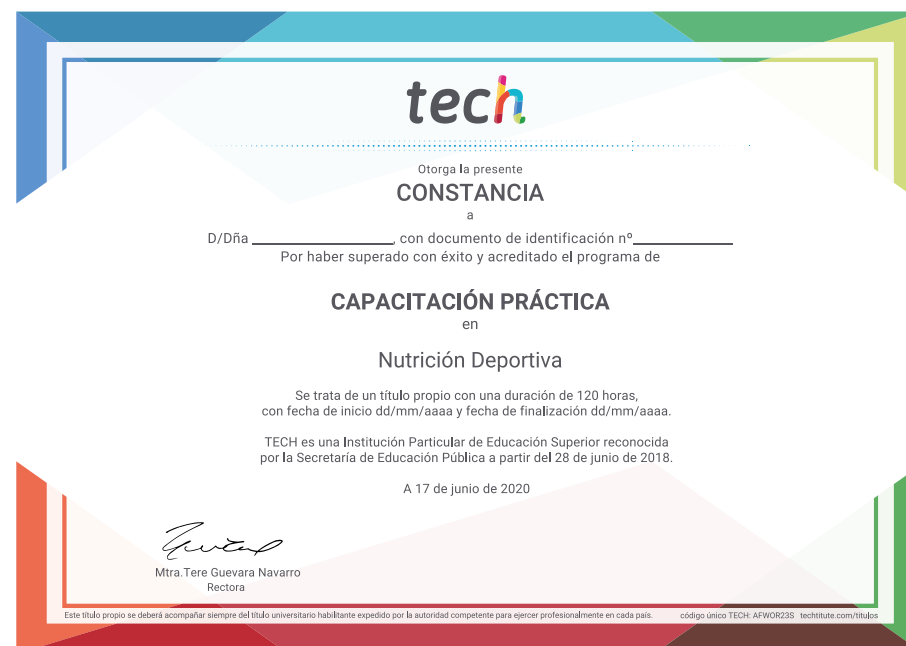 tech
Otorga la presente
CONSTANCIA
a
D/Dña ____________________, con documento de identificación nº______________
Por haber superado con éxito y acreditado el programa de
CAPACITACIÓN PRÁCTICA
en
Nutrición Deportiva
Se trata de un título propio con una duración de 120 horas,
con fecha de inicio dd/mm/aaaa y fecha de finalización dd/mm/aaaa.
TECH es una Institución Particular de Educación Superior reconocida
por la Secretaría de Educación Pública a partir del 28 de junio de 2018.
A 17 de junio de 2020
Mtra.Tere Guevara Navarro
Rectora
Este título propio se deberá acompañar siempre del título universitario habilitante expedido por la autoridad competente para ejercer profesionalmente en cada país. código único TECH: AFWOR23S techtitute.com/titulos